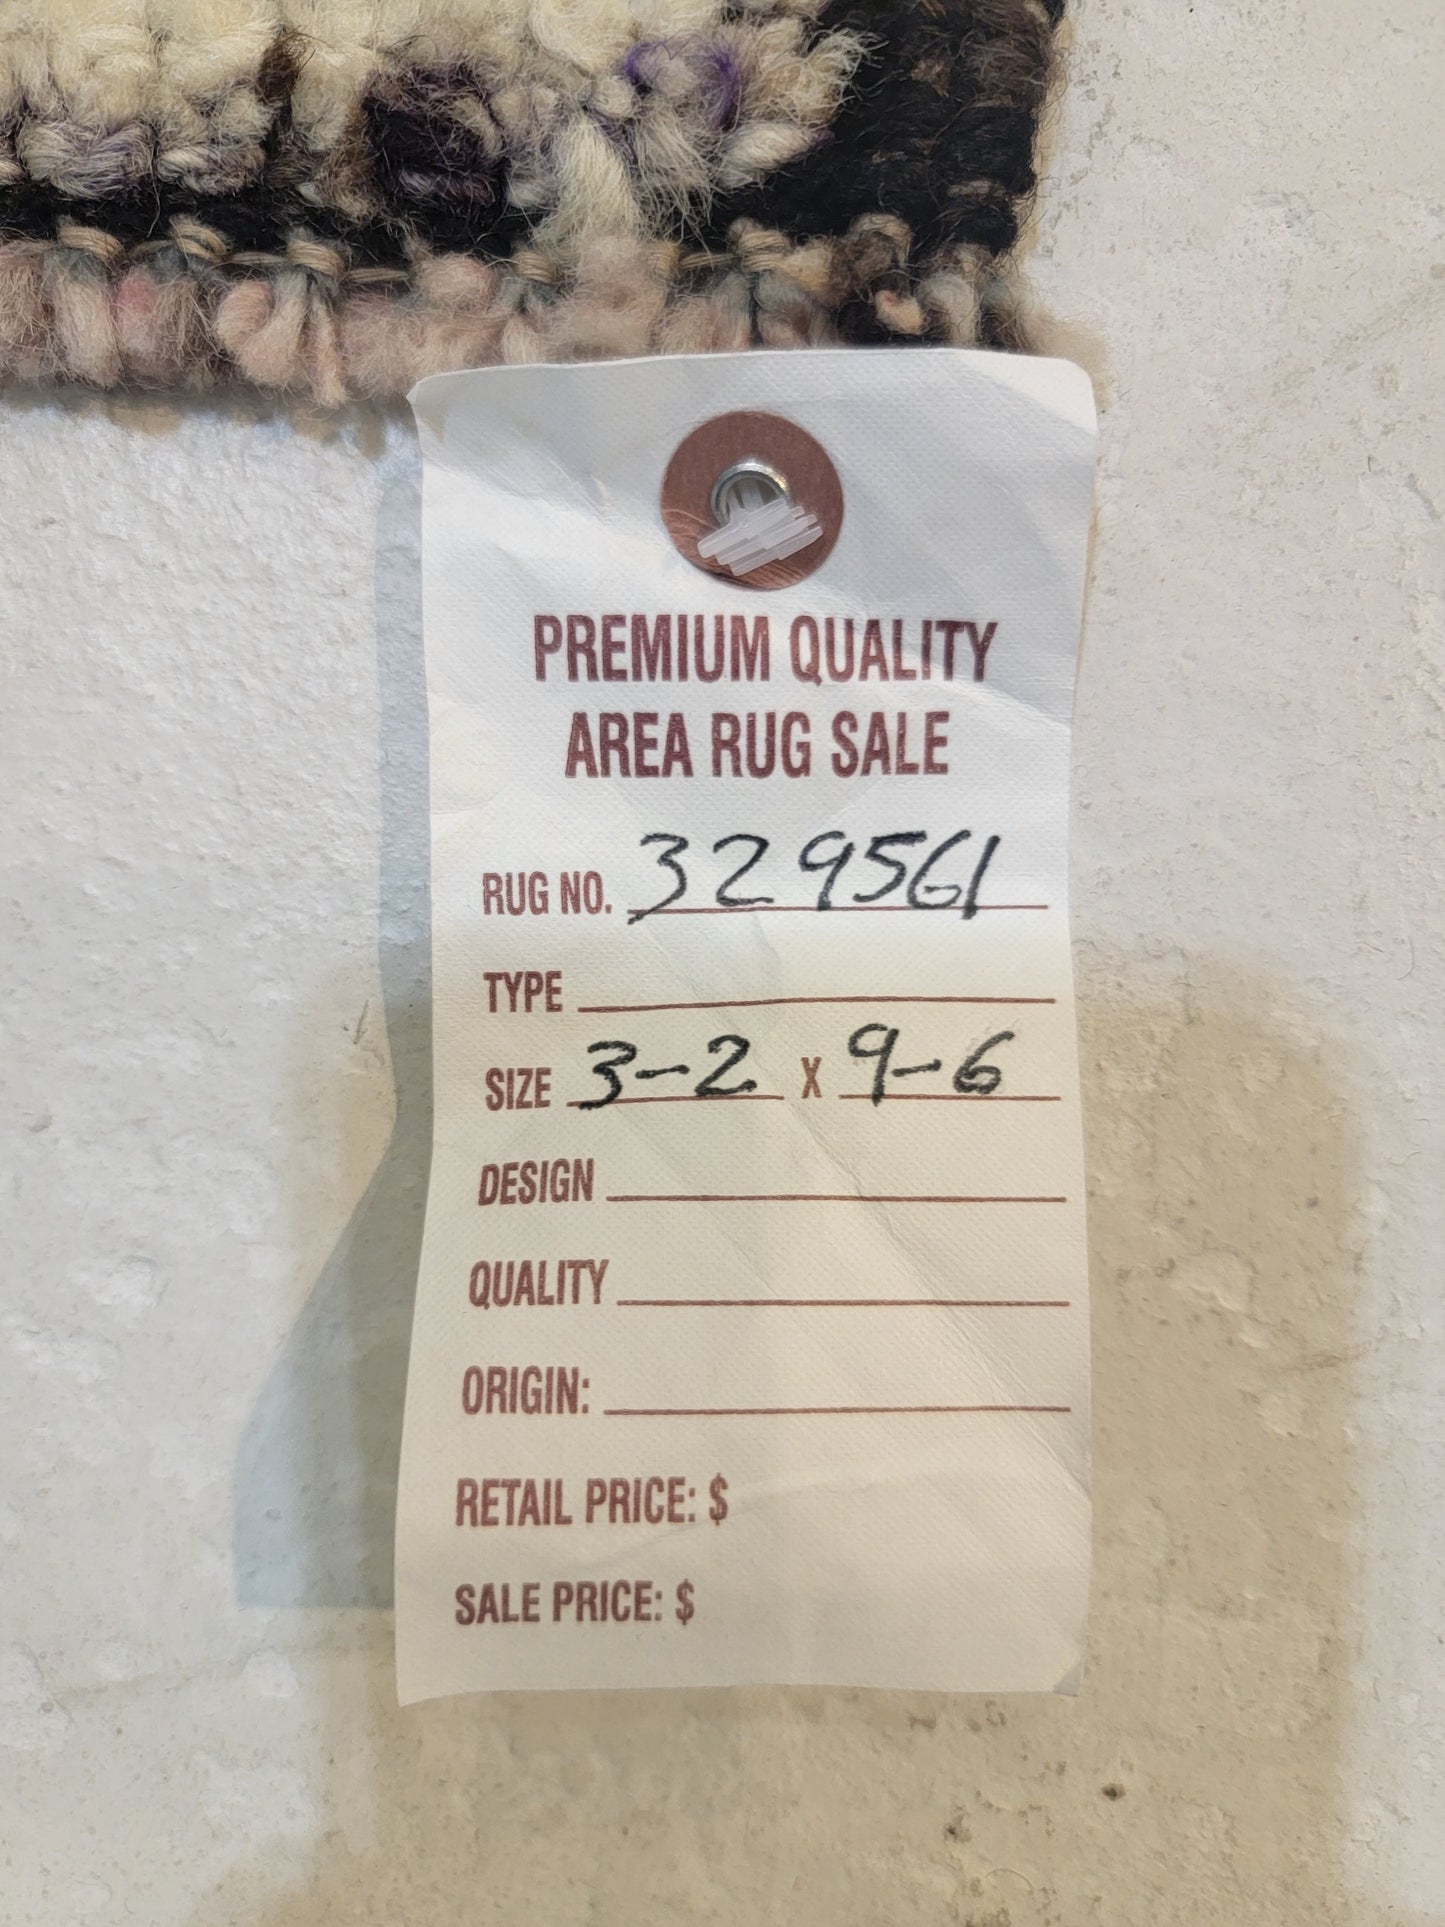 PREMIUM QUALITY
AREA RUG SALE
RUG NO. 329561
TYPE
SIZE 3-2 X 9-6
DESIGN
QUALITY
ORIGIN:
RETAIL PRICE: $
SALE PRICE: $